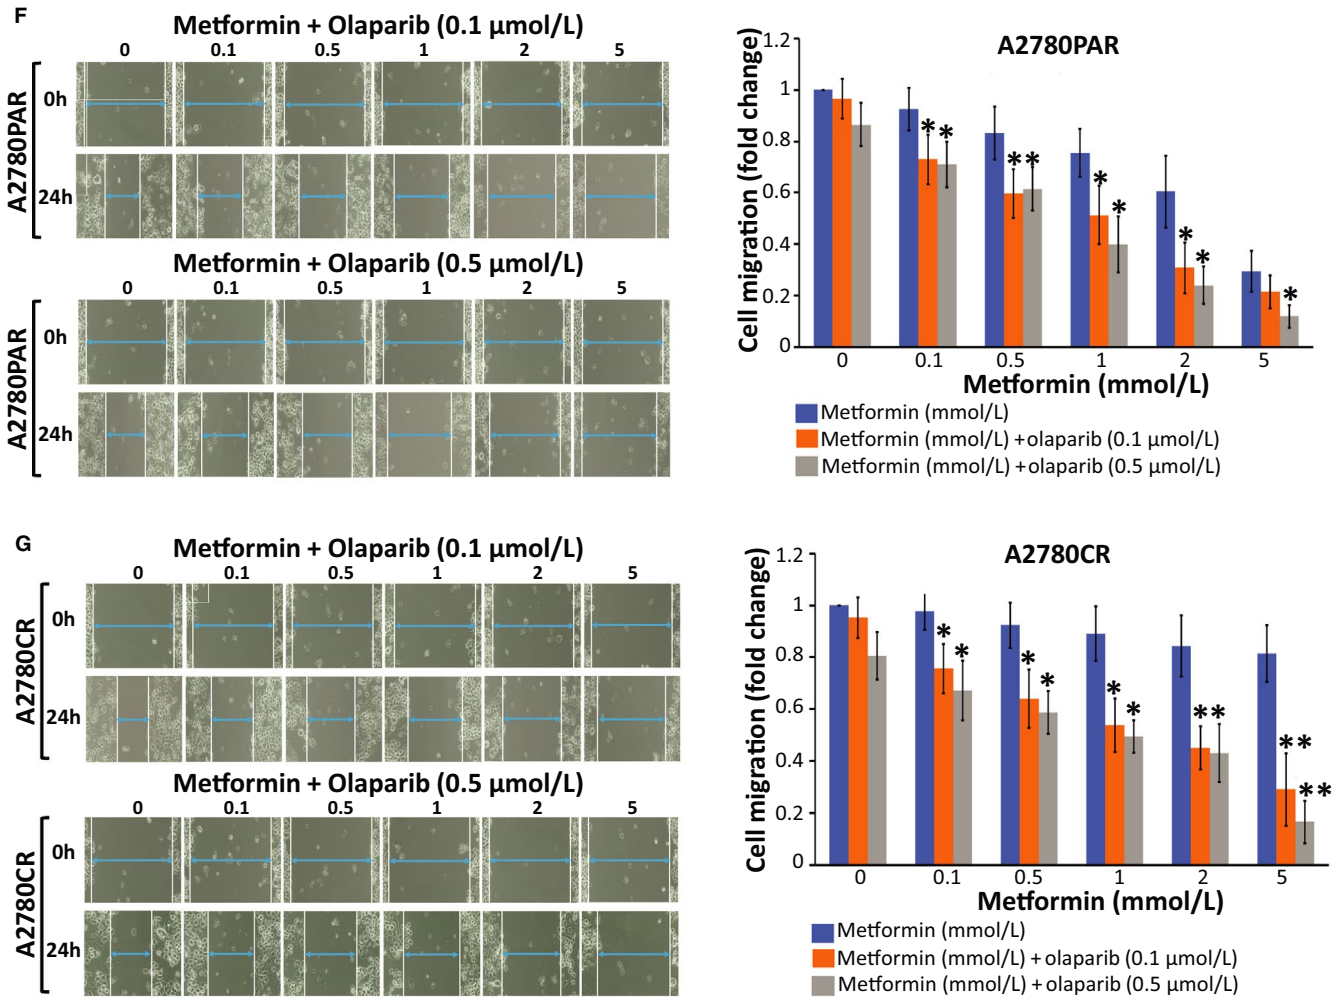 F
Metformin + Olaparib (0.1 µmol/L)
0 0.1 0.5 1 2 5
A2780PAR
0h
24h
Metformin + Olaparib (0.5 µmol/L)
0 0.1 0.5 1 2 5
A2780PAR
0h
24h
A2780PAR
Cell migration (fold change)
1.2
1
0.8
0.6
0.4
0.2
0
* *
* *
* *
* *
*
0 0.1 0.5 1 2 5
Metformin (mmol/L)
Metformin (mmol/L)
Metformin (mmol/L) + olaparib (0.1 µmol/L)
Metformin (mmol/L) + olaparib (0.5 µmol/L)
G
Metformin + Olaparib (0.1 µmol/L)
0 0.1 0.5 1 2 5
A2780CR
0h
24h
Metformin + Olaparib (0.5 µmol/L)
0 0.1 0.5 1 2 5
A2780CR
0h
24h
A2780CR
Cell migration (fold change)
1.2
1
0.8
0.6
0.4
0.2
0
* *
* *
* *
* *
* *
* *
0 0.1 0.5 1 2 5
Metformin (mmol/L)
Metformin (mmol/L)
Metformin (mmol/L) + olaparib (0.1 µmol/L)
Metformin (mmol/L) + olaparib (0.5 µmol/L)